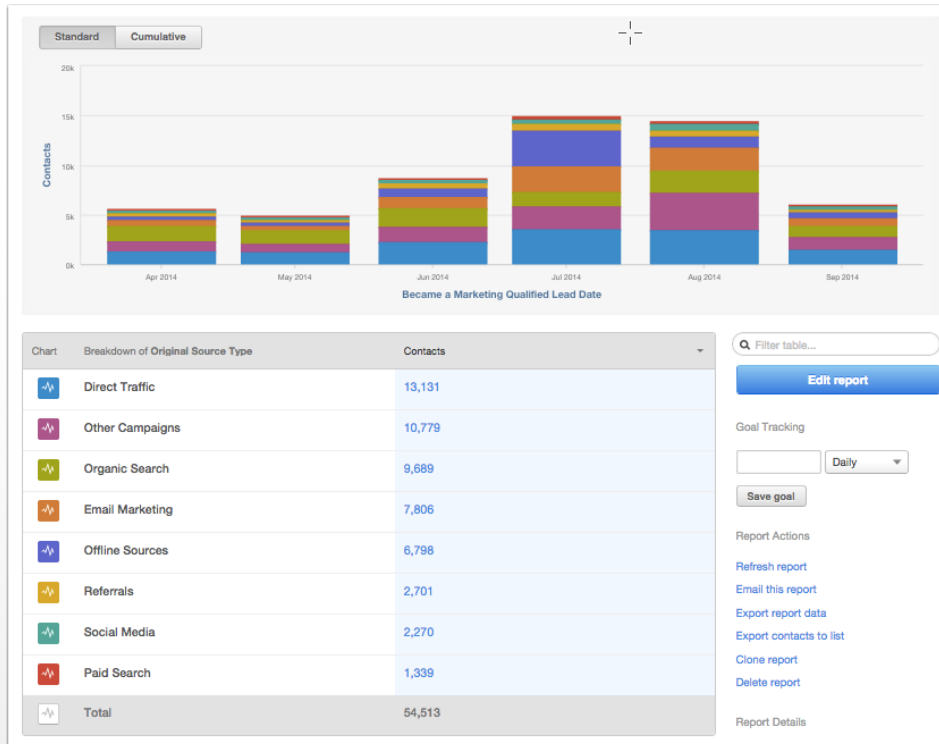 Standard Cumulative
20k
15k
10k
5k
0k
Contacts
Apr 2014 May 2014 Jun 2014 Jul 2014 Aug 2014 Sep 2014
Became a Marketing Qualified Lead Date
Chart Breakdown of Original Source Type Contacts
Direct Traffic 13,131
Other Campaigns 10,779
Organic Search 9,689
Email Marketing 7,806
Offline Sources 6,798
Referrals 2,701
Social Media 2,270
Paid Search 1,339
Total 54,513
Filter table...
Edit report
Goal Tracking
Daily
Save goal
Report Actions
Refresh report
Email this report
Export report data
Export contacts to list
Clone report
Delete report
Report Details